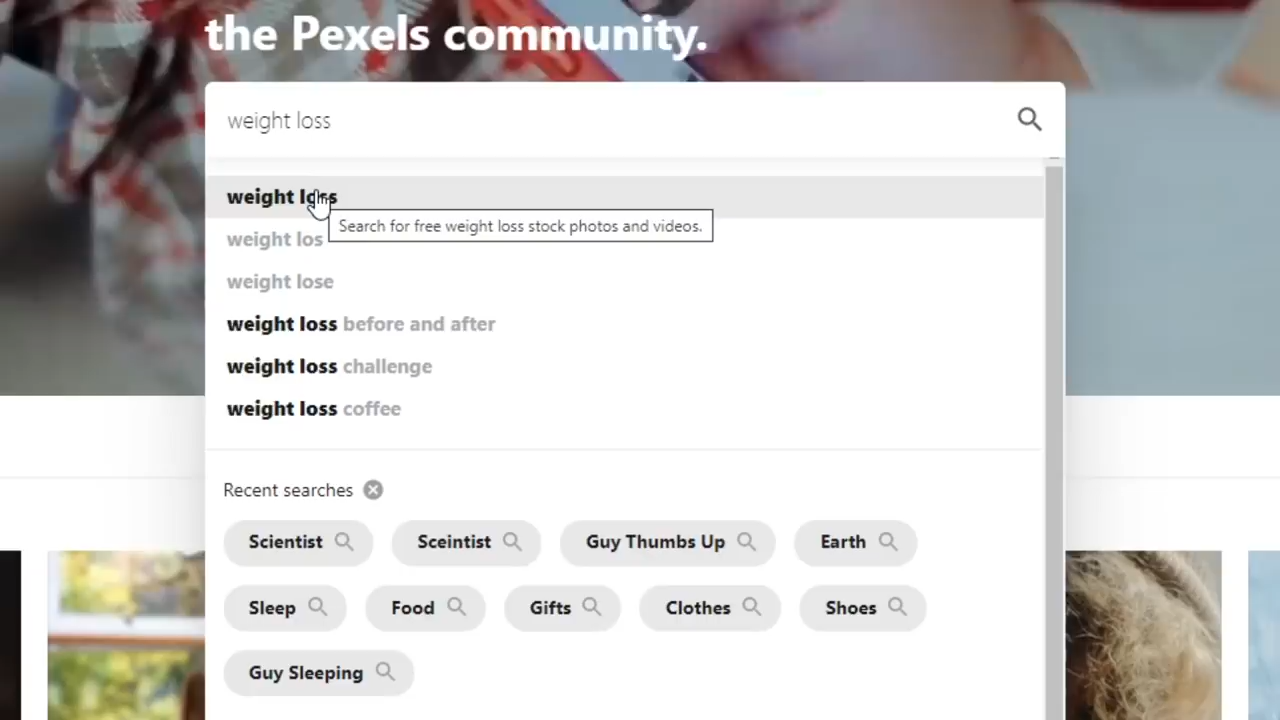 the Pexels community.
weight loss
weight loss
Search for free weight loss stock photos and videos.
weight los
weight lose
weight loss before and after
weight loss challenge
weight loss coffee
Recent searches
Scientist Sceintist Guy Thumbs Up Earth
Sleep Food Gifts Clothes Shoes
Guy Sleeping